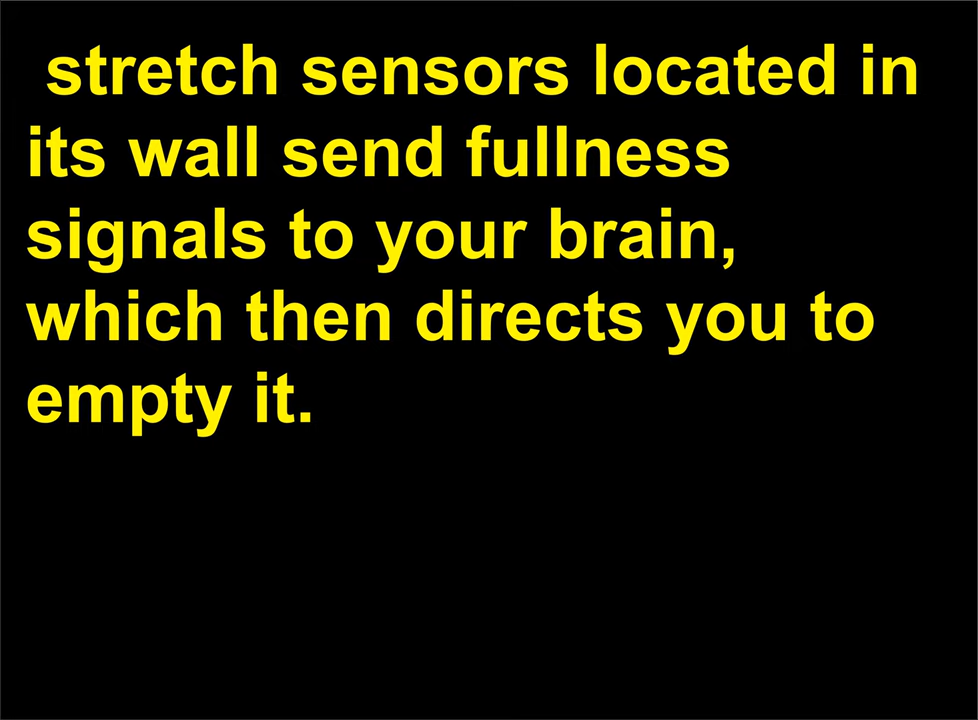 stretch sensors located in
its wall send fullness
signals to your brain,
which then directs you to
empty it.